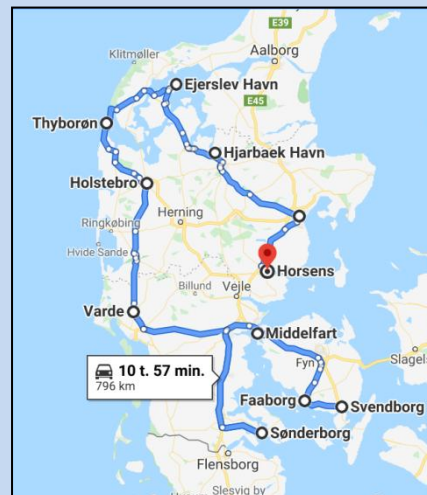 E39
Klitmøller
Aalborg
Ejerslev Havn
E45
Thyborøn
Hjarbaek Havn
Holstebro
Ringkøbing
Herning
Hvide Sande
Horsens
Billund
Vejle
Varde
Middelfart
10 t. 57 min.
796 km
Fyn
Slagels
Faaborg
Svendborg
Sønderborg
Flensborg
Slesvig by